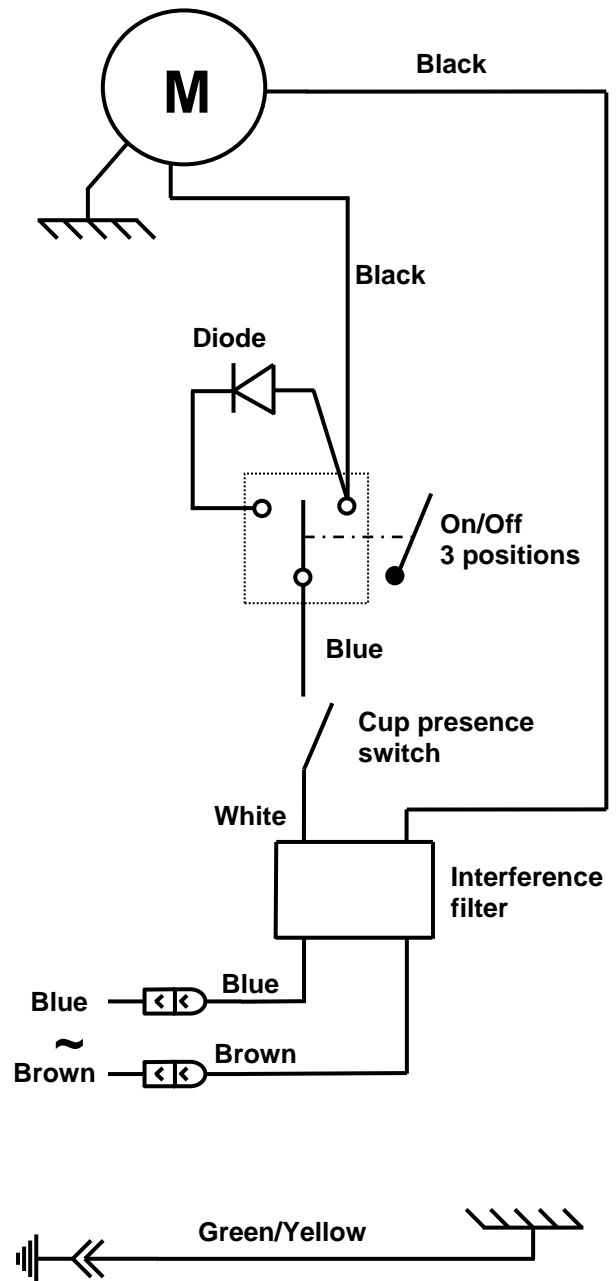 M
Black
Black
Diode
On/Off
3 positions
Blue
Cup presence
switch
White
Interference
filter
Blue
Blue
~
Brown
Brown
Green/Yellow